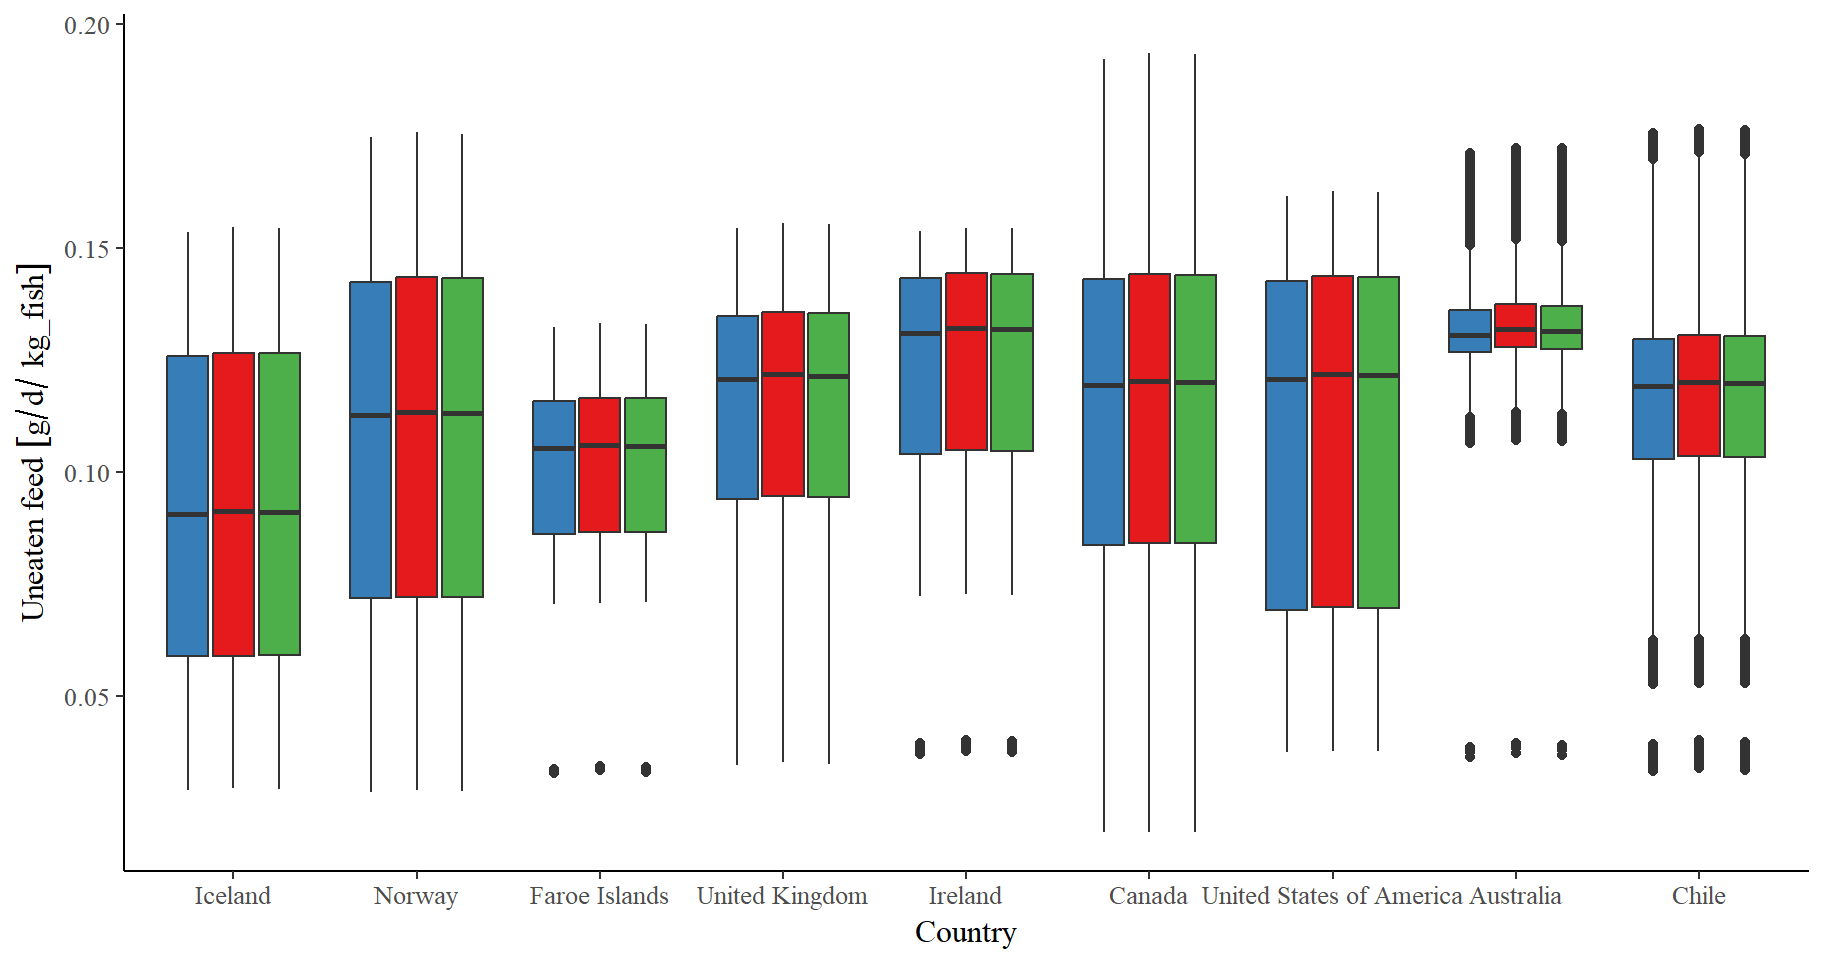 Uneaten feed [g/d/ kg_fish]
0.20
0.15
0.10
0.05
Iceland
Norway
Faroe Islands
United Kingdom
Ireland
Canada
United States of America
Australia
Chile
Country